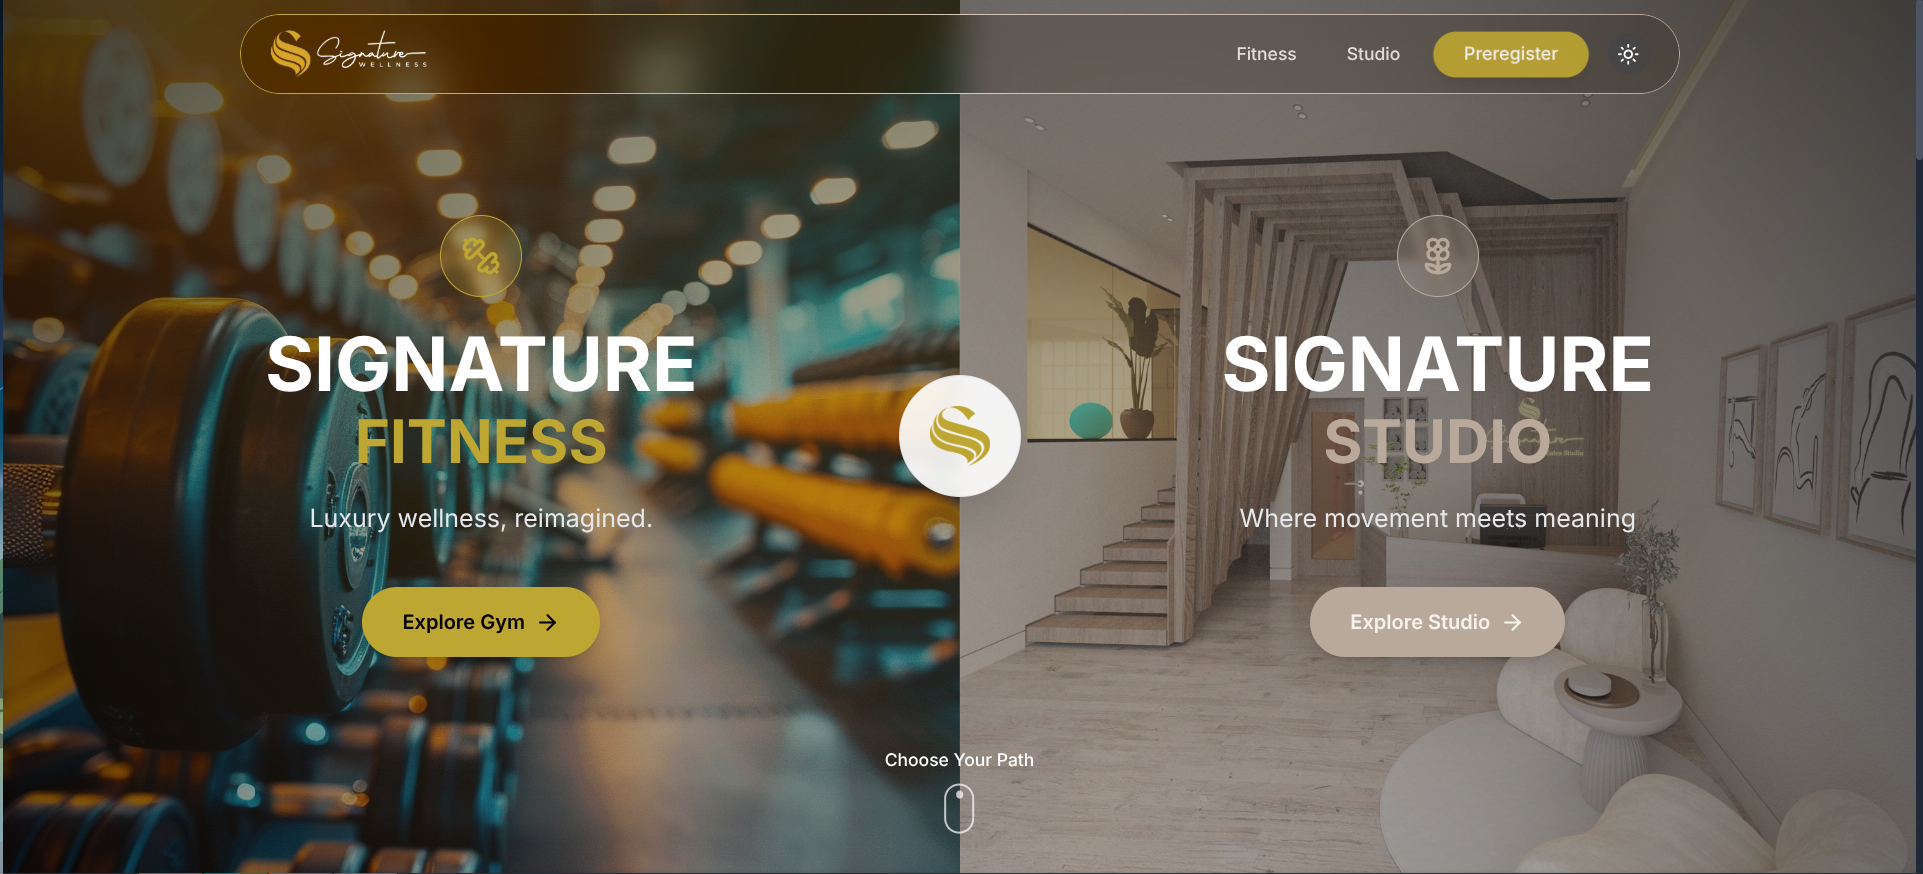 Signature
WELLNESS
Fitness
Studio
Preregister
SIGNATURE
FITNESS
Luxury wellness, reimagined.
Explore Gym
SIGNATURE
STUDIO
Signature
Where movement meets meaning
Explore Studio
Choose Your Path